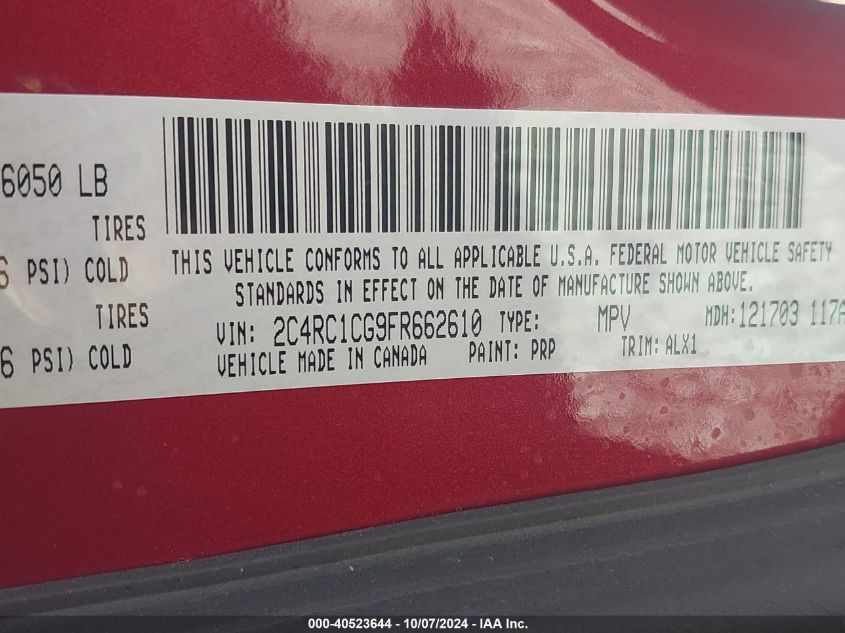 6050 LB
TIRES
6 PSI) COLD
TIRES
6 PSI) COLD
THIS VEHICLE CONFORMS TO ALL APPLICABLE U.S.A. FEDERAL MOTOR VEHICLE SAFETY
STANDARDS IN EFFECT ON THE DATE OF MANUFACTURE SHOWN ABOVE.
VIN: 2C4RC1CG9FR662610 TYPE: MPV MDH:121703 117A
VEHICLE MADE IN CANADA PAINT: PRP TRIM: ALX1
000-40523644 - 10/07/2024 - IAA Inc.